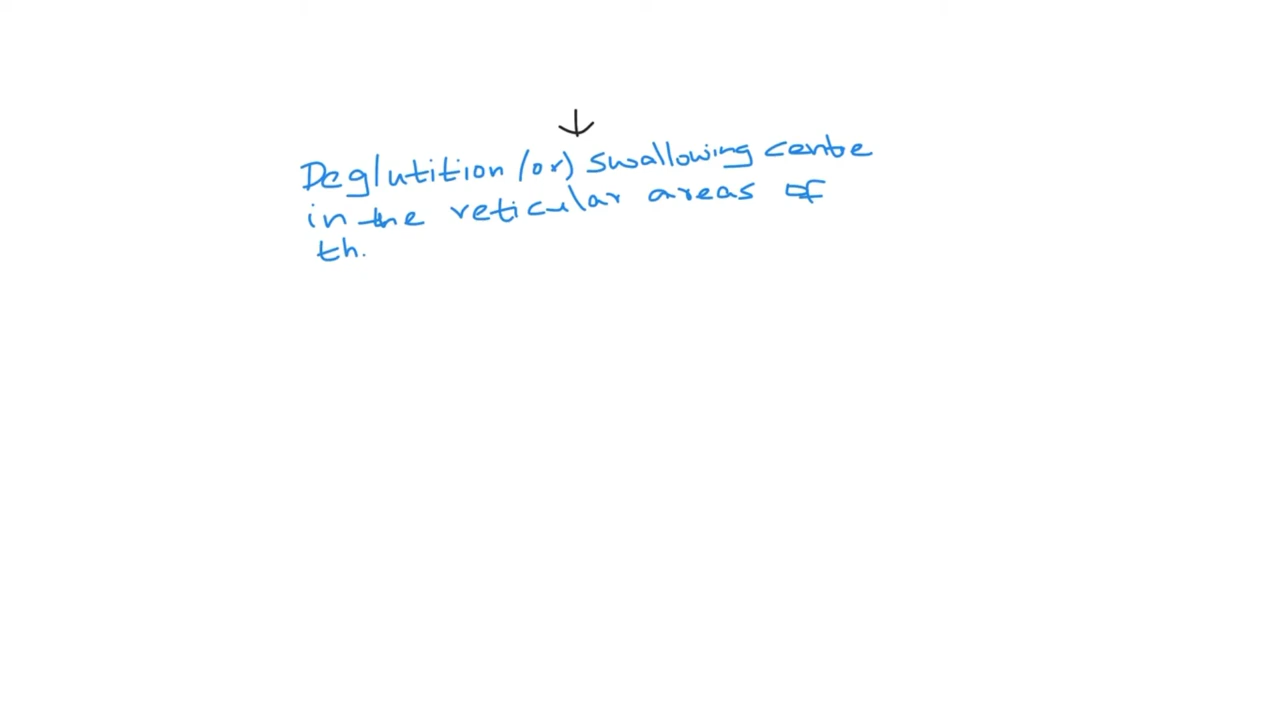 Deglutition (or) swallowing centre
in the reticular areas of
th.